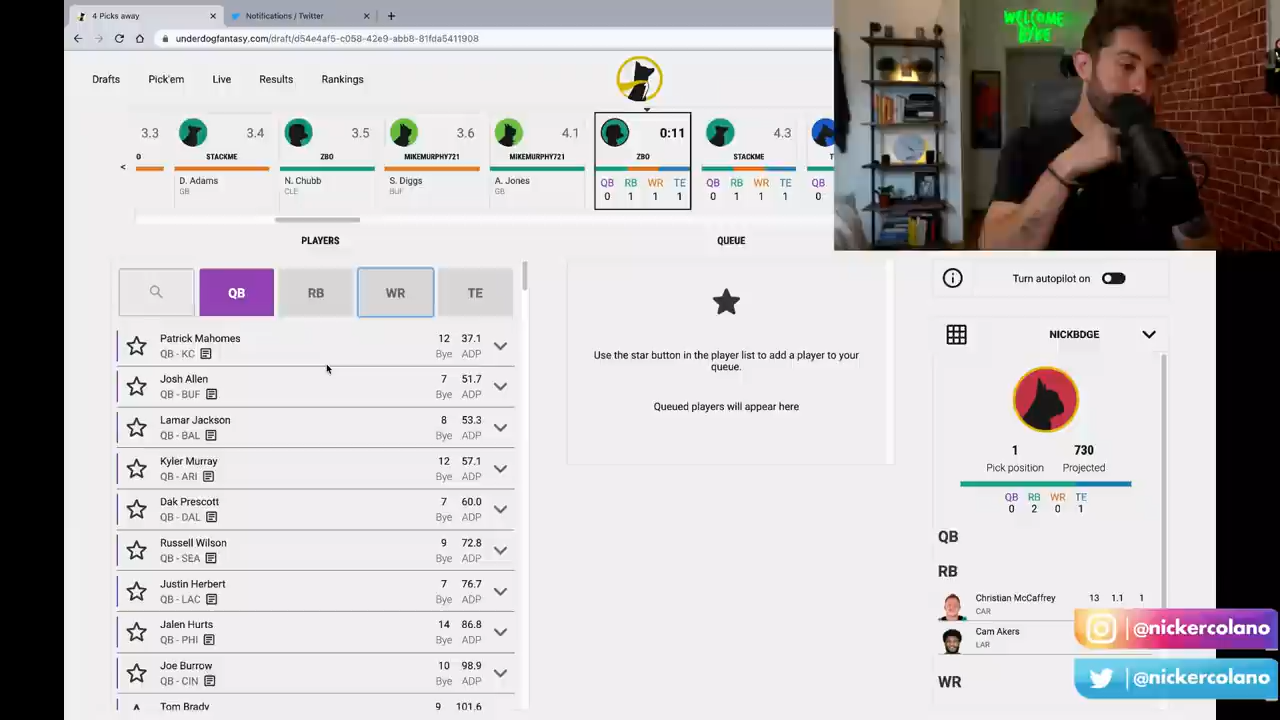 4 Picks away
Notifications / Twitter
underdogfantasy.com/draft/d54e4af5-c058-42e9-abb8-81fda5411908
WELCOME
Drafts Pick'em Live Results Rankings
3.3 3.4 3.5 3.6 4.1 0:11 4.3
0 STACKME ZBO MIKEMURPHY721 MIKEMURPHY721 ZBO STACKME
D. Adams N. Chubb S. Diggs A. Jones QB RB WR TE QB RB WR TE QB
GB CLE BUF GB 0 1 1 1 0 1 1 1 0
PLAYERS
QUEUE
QB RB WR TE
Patrick Mahomes 12 37.1
QB - KC Bye ADP
Josh Allen 7 51.7
QB - BUF Bye ADP
Lamar Jackson 8 53.3
QB - BAL Bye ADP
Kyler Murray 12 57.1
QB - ARI Bye ADP
Dak Prescott 7 60.0
QB - DAL Bye ADP
Russell Wilson 9 72.8
QB - SEA Bye ADP
Justin Herbert 7 76.7
QB - LAC Bye ADP
Jalen Hurts 14 86.8
QB - PHI Bye ADP
Joe Burrow 10 98.9
QB - CIN Bye ADP
Tom Brady 9 101.6
Use the star button in the player list to add a player to your
queue.
Queued players will appear here
Turn autopilot on
NICKBDGE
1 730
Pick position Projected
QB RB WR TE
0 2 0 1
QB
RB
Christian McCaffrey 13 1.1 1
CAR
Cam Akers
LAR
WR
@nickercolano
@nickercolano